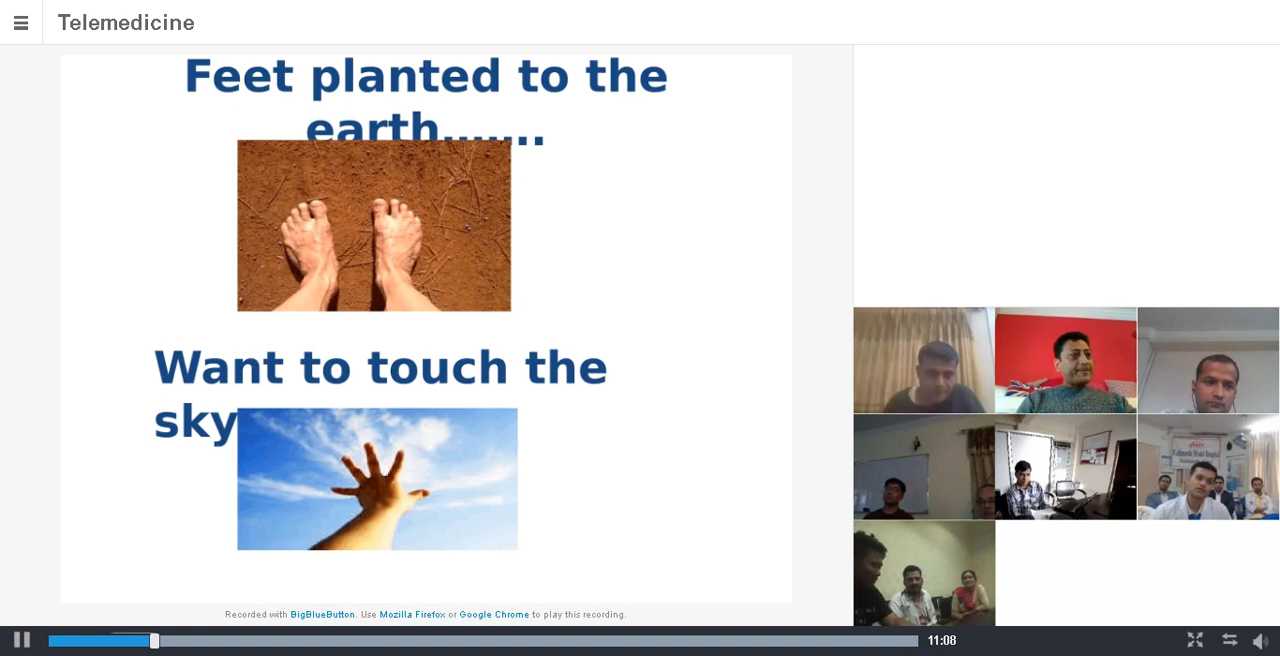 Telemedicine
Feet planted to the
earth.......
Want to touch the
sky
Recorded with BigBlueButton. Use Mozilla Firefox or Google Chrome to play this recording.
11:08